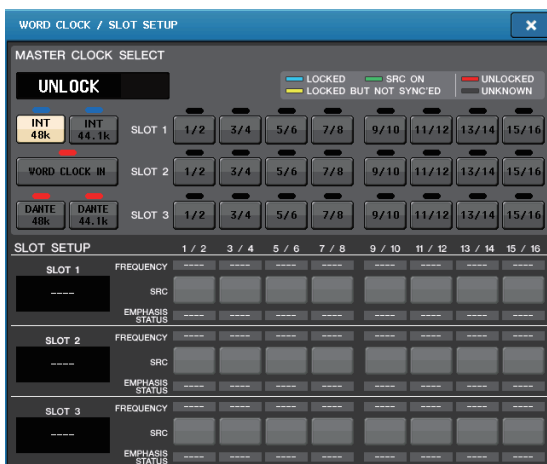 WORD CLOCK / SLOT SETUP ×
MASTER CLOCK SELECT
UNLOCK
LOCKED SRC ON UNLOCKED
LOCKED BUT NOT SYNC'ED UNKNOWN
INT 48k INT 44.1k SLOT 1 1/2 3/4 5/6 7/8 9/10 11/12 13/14 15/16
WORD CLOCK IN SLOT 2 1/2 3/4 5/6 7/8 9/10 11/12 13/14 15/16
DANTE 48k DANTE 44.1k SLOT 3 1/2 3/4 5/6 7/8 9/10 11/12 13/14 15/16
SLOT SETUP 1 / 2 3 / 4 5 / 6 7 / 8 9 / 10 11 / 12 13 / 14 15 / 16
SLOT 1 FREQUENCY ---- ---- ---- ---- ---- ---- ---- ----
---- SRC
EMPHASIS STATUS ---- ---- ---- ---- ---- ---- ---- ----
SLOT 2 FREQUENCY ---- ---- ---- ---- ---- ---- ---- ----
---- SRC
EMPHASIS STATUS ---- ---- ---- ---- ---- ---- ---- ----
SLOT 3 FREQUENCY ---- ---- ---- ---- ---- ---- ---- ----
---- SRC
EMPHASIS STATUS ---- ---- ---- ---- ---- ---- ---- ----